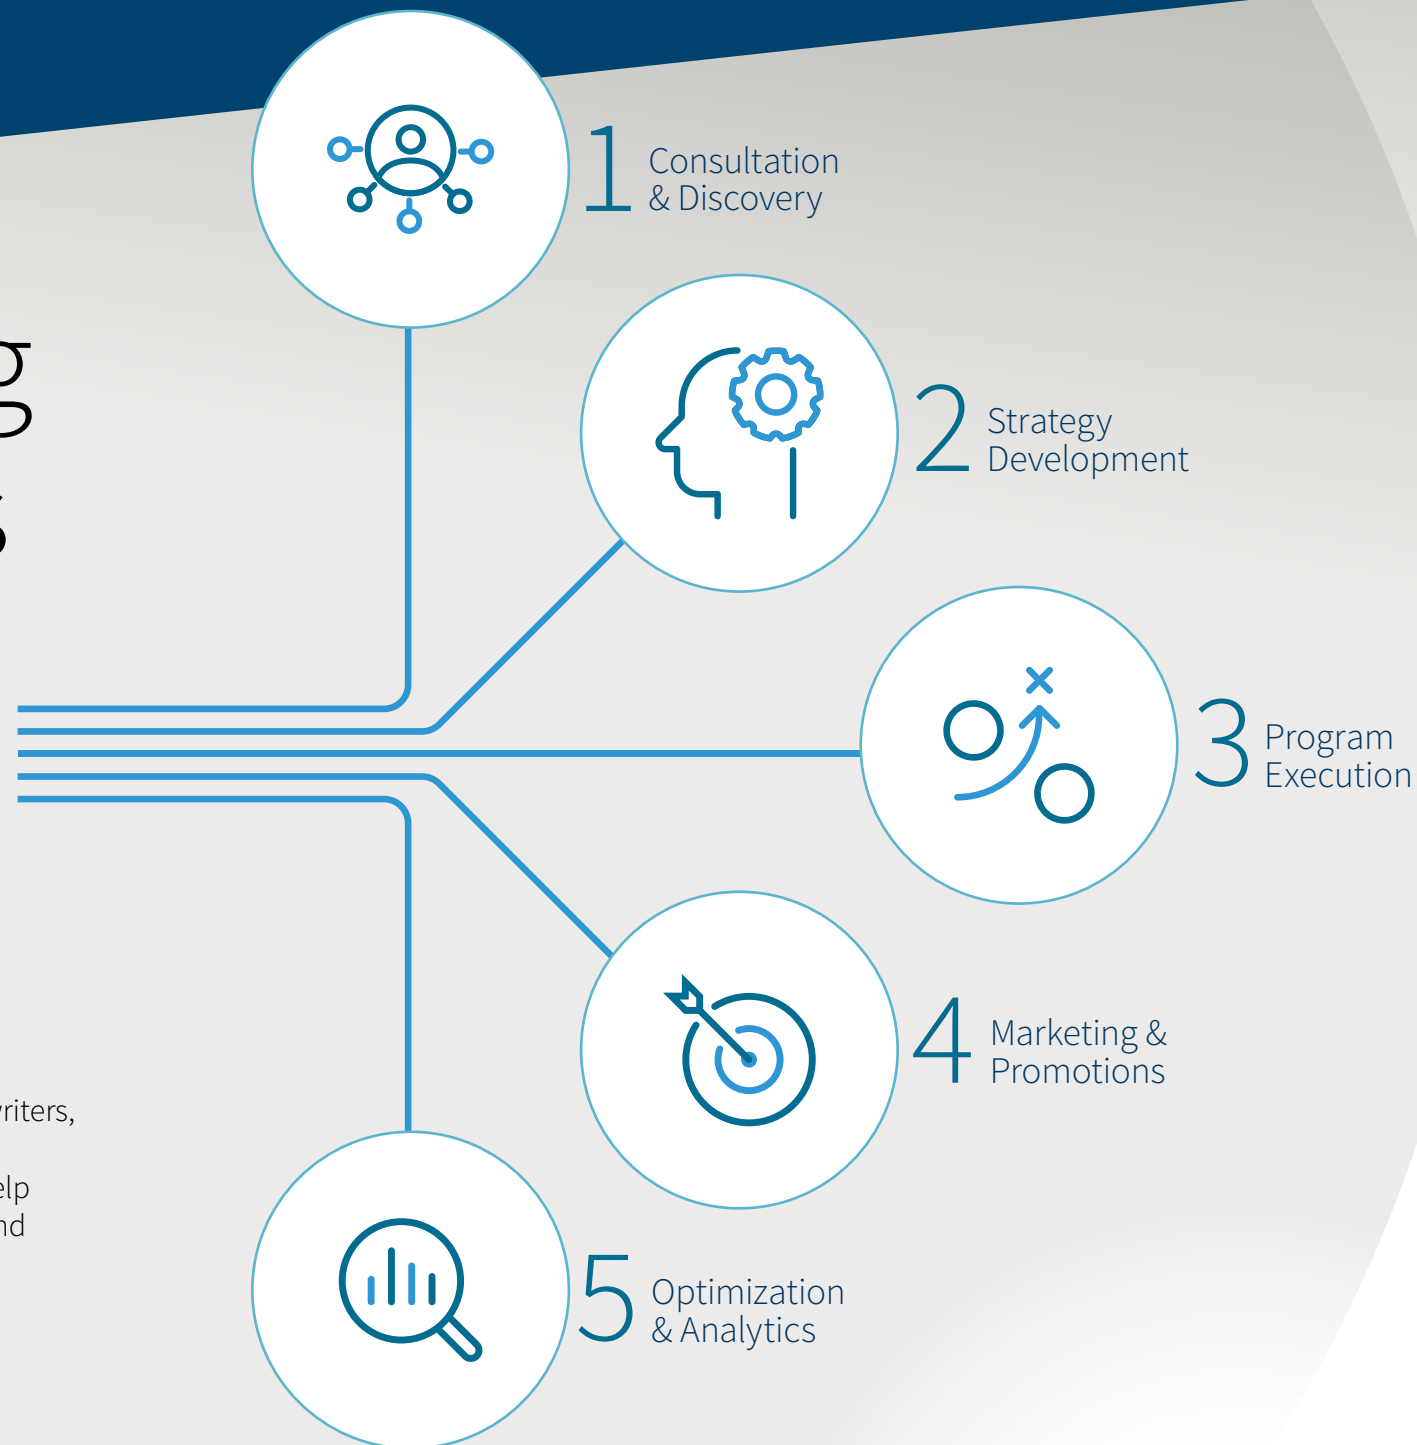 1
Consultation
& Discovery
2
Strategy
Development
3
Program
Execution
4
Marketing &
Promotions
5
Optimization
& Analytics